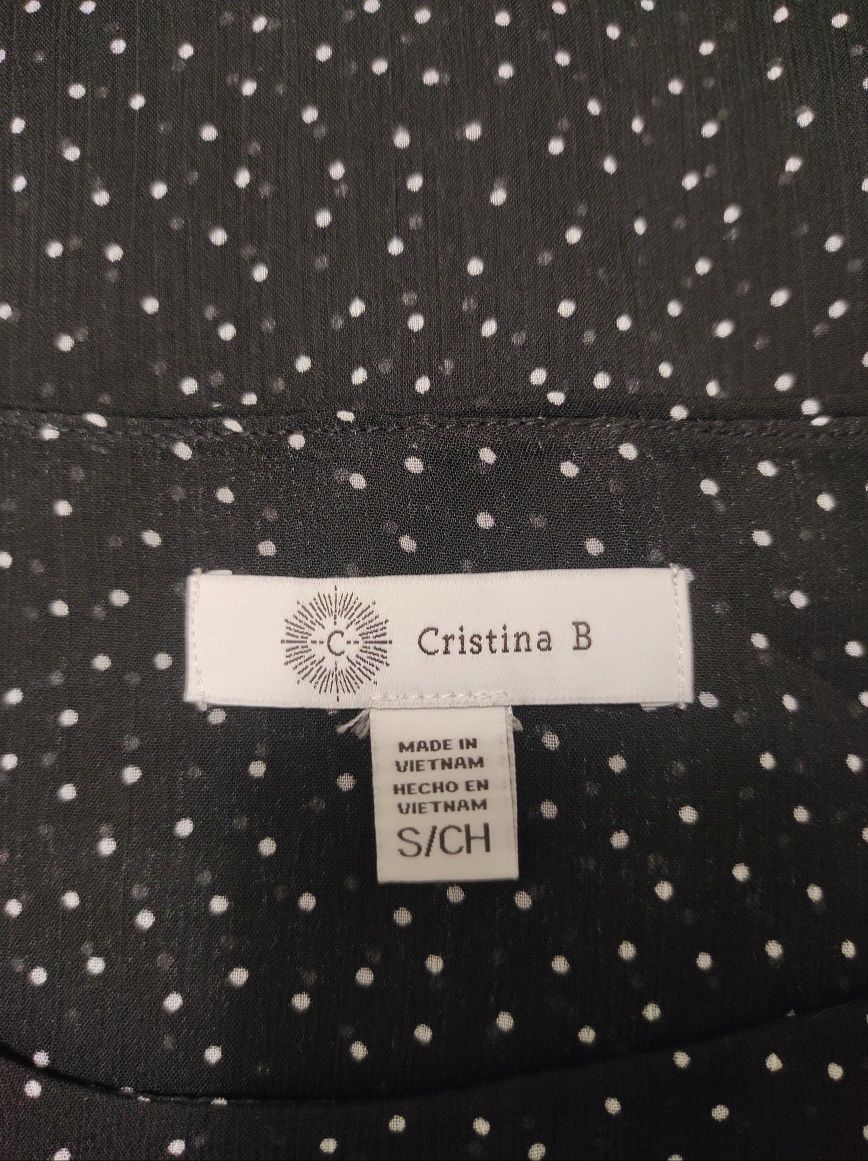 C
Cristina B
MADE IN
VIETNAM
HECHO EN
VIETNAM
S/CH